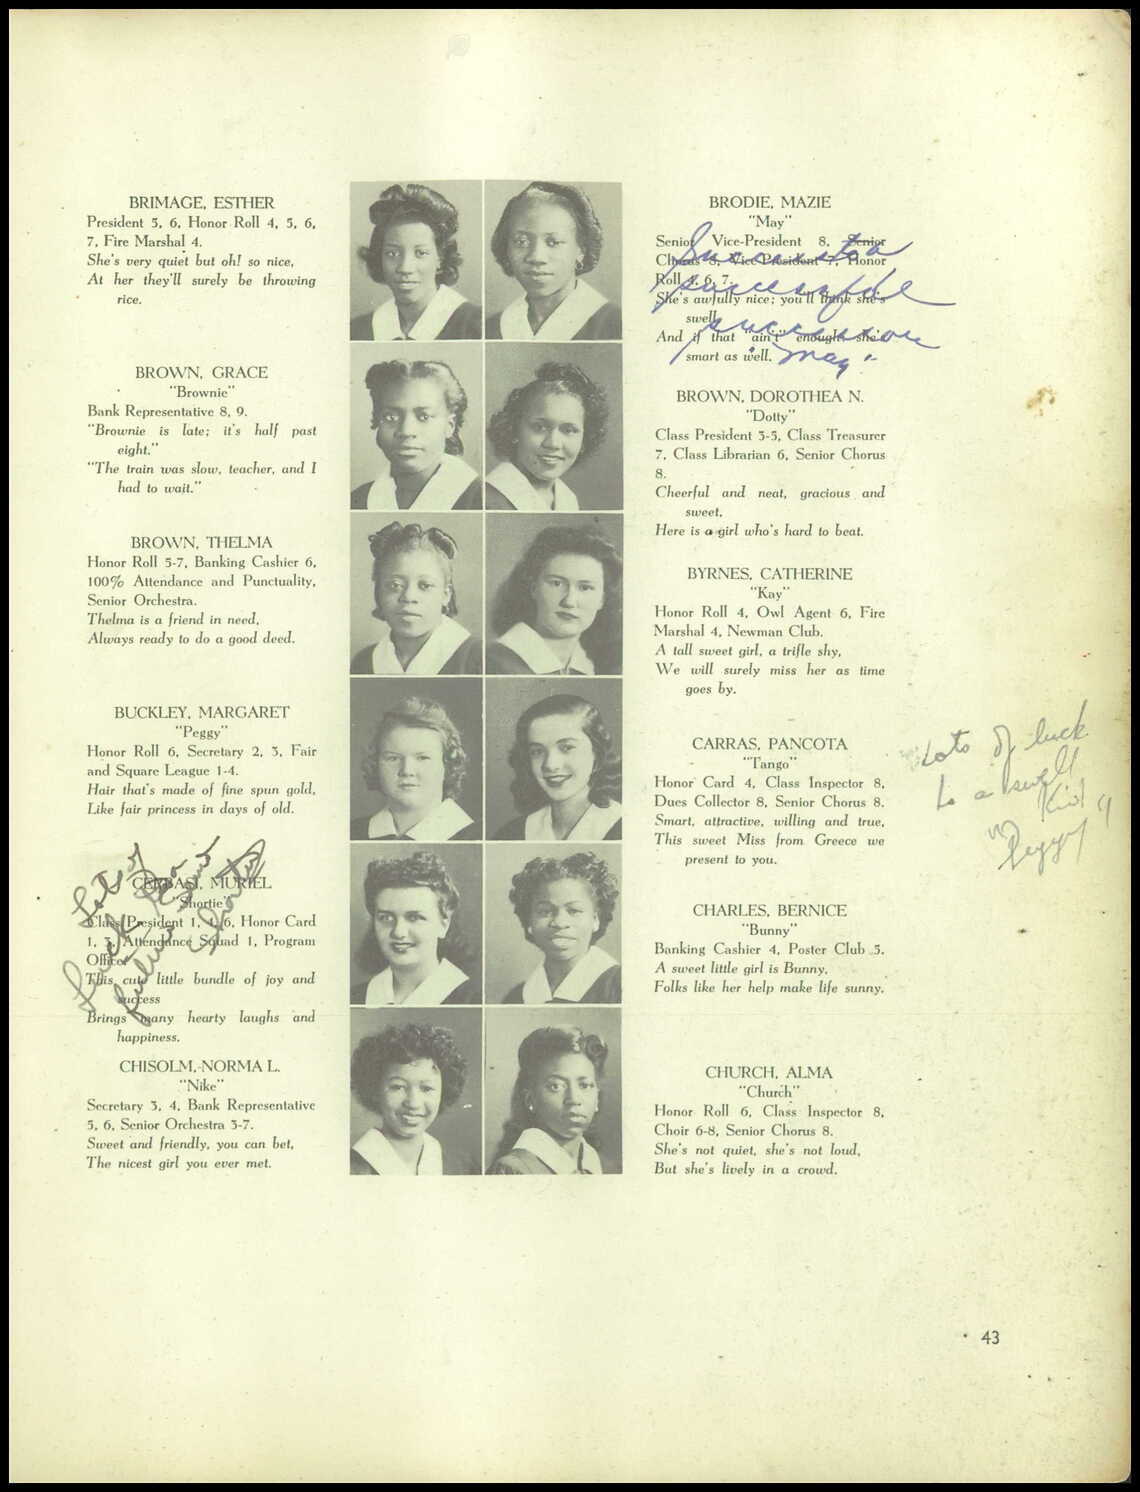 BRIMAGE, ESTHER
President 5, 6, Honor Roll 4, 5, 6,
7, Fire Marshal 4.
She's very quiet but oh! so nice,
At her they'll surely be throwing
rice.
BROWN, GRACE
"Brownie"
Bank Representative 8, 9.
"Brownie is late; it's half past
eight."
"The train was slow, teacher, and I
had to wait."
BROWN, THELMA
Honor Roll 5-7, Banking Cashier 6,
100% Attendance and Punctuality,
Senior Orchestra.
Thelma is a friend in need,
Always ready to do a good deed.
BUCKLEY, MARGARET
"Peggy"
Honor Roll 6, Secretary 2, 3, Fair
and Square League 1-4.
Hair that's made of fine spun gold,
Like fair princess in days of old.
Lots of
Luck
Shortie
CERBASI, MURIEL
"Shortie"
Class President 1, 4, 6, Honor Card
1, 3, Attendance Squad 1, Program
Officer
This cute little bundle of joy and
success
Brings many hearty laughs and
happiness.
CHISOLM, NORMA L.
"Nike"
Secretary 3, 4, Bank Representative
5, 6, Senior Orchestra 3-7.
Sweet and friendly, you can bet,
The nicest girl you ever met.
BRODIE, MAZIE
"May"
Senior Vice-President 8, Senior
Chorus 8, Vice-President 7, Honor
Roll 4, 6, 7.
She's awfully nice; you'll think she's
swell,
And if that "ain't" enough she's
smart as well.
Success to a
successful
succession
"May"
BROWN, DOROTHEA N.
"Dotty"
Class President 3-5, Class Treasurer
7, Class Librarian 6, Senior Chorus
8.
Cheerful and neat, gracious and
sweet,
Here is a girl who's hard to beat.
BYRNES, CATHERINE
"Kay"
Honor Roll 4, Owl Agent 6, Fire
Marshal 4, Newman Club.
A tall sweet girl, a trifle shy,
We will surely miss her as time
goes by.
CARRAS, PANCOTA
"Tango"
Honor Card 4, Class Inspector 8,
Dues Collector 8, Senior Chorus 8.
Smart, attractive, willing and true,
This sweet Miss from Greece we
present to you.
Lots of luck
to a swell
Kid
"Peggy"
CHARLES, BERNICE
"Bunny"
Banking Cashier 4, Poster Club 5.
A sweet little girl is Bunny,
Folks like her help make life sunny.
CHURCH, ALMA
"Church"
Honor Roll 6, Class Inspector 8,
Choir 6-8, Senior Chorus 8.
She's not quiet, she's not loud,
But she's lively in a crowd.
43